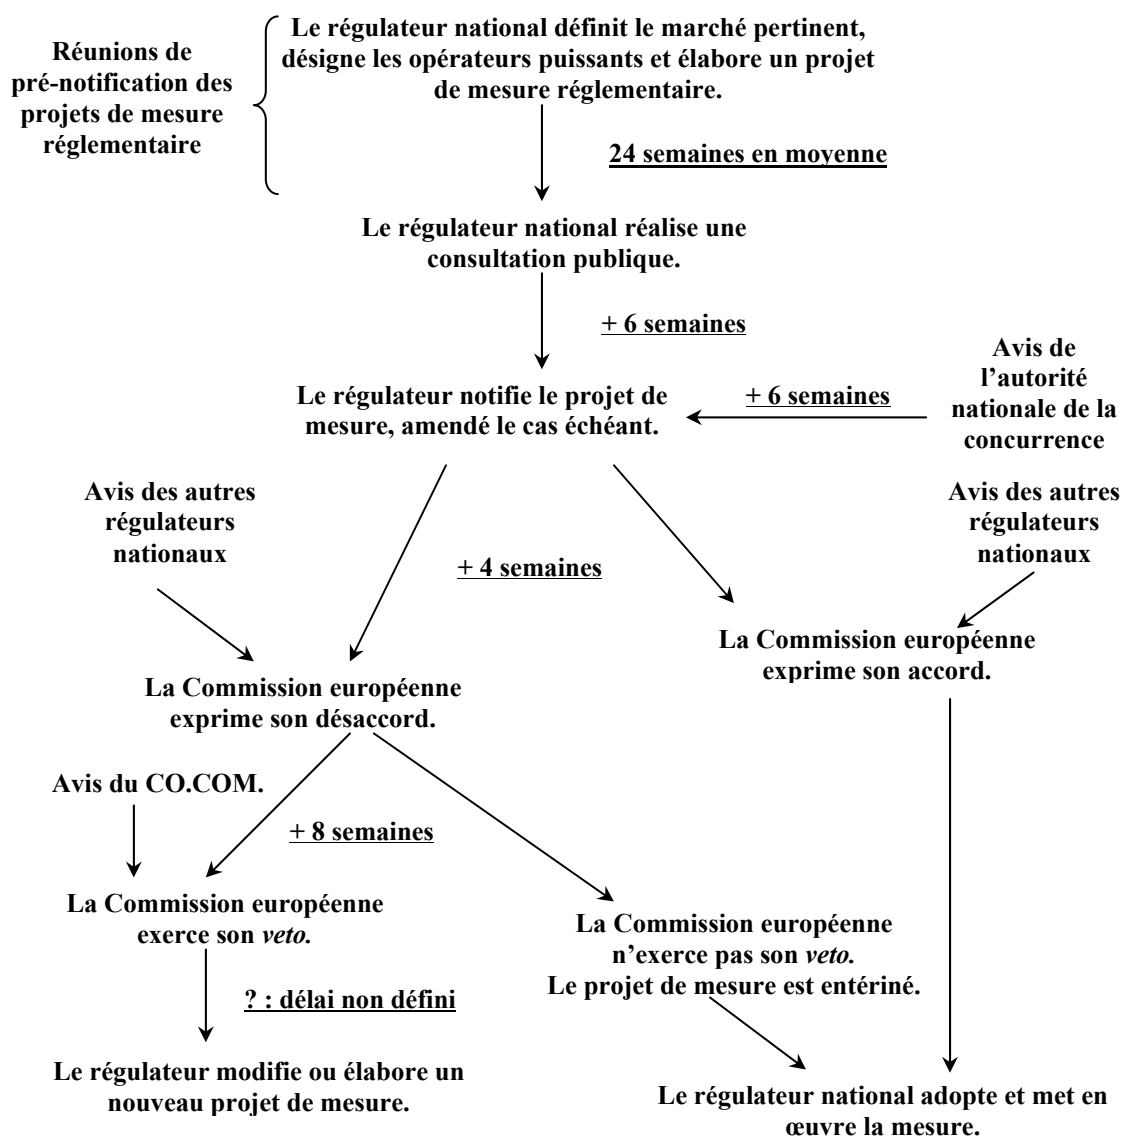 Réunions de
pré-notification des
projets de mesure
réglementaire
Le régulateur national définit le marché pertinent,
désigne les opérateurs puissants et élabore un projet
de mesure réglementaire.
24 semaines en moyenne
Le régulateur national réalise une
consultation publique.
+ 6 semaines
Avis de
l’autorité
nationale de la
concurrence
+ 6 semaines
Le régulateur notifie le projet de
mesure, amendé le cas échéant.
Avis des autres
régulateurs
nationaux
+ 4 semaines
Avis des autres
régulateurs
nationaux
La Commission européenne
exprime son accord.
La Commission européenne
exprime son désaccord.
Avis du CO.COM.
+ 8 semaines
La Commission européenne
exerce son veto.
La Commission européenne
n’exerce pas son veto.
Le projet de mesure est entériné.
? : délai non défini
Le régulateur modifie ou élabore un
nouveau projet de mesure.
Le régulateur national adopte et met en
œuvre la mesure.